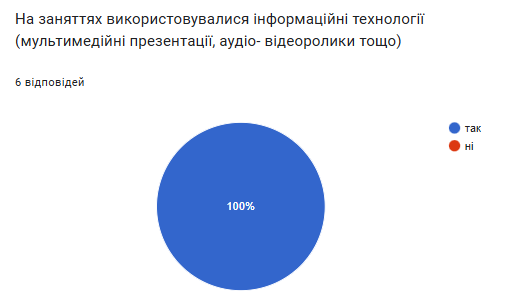 На заняттях використовувалися інформаційні технології
(мультимедійні презентації, аудіо- відеоролики тощо)
6 відповідей
так
ні
100%